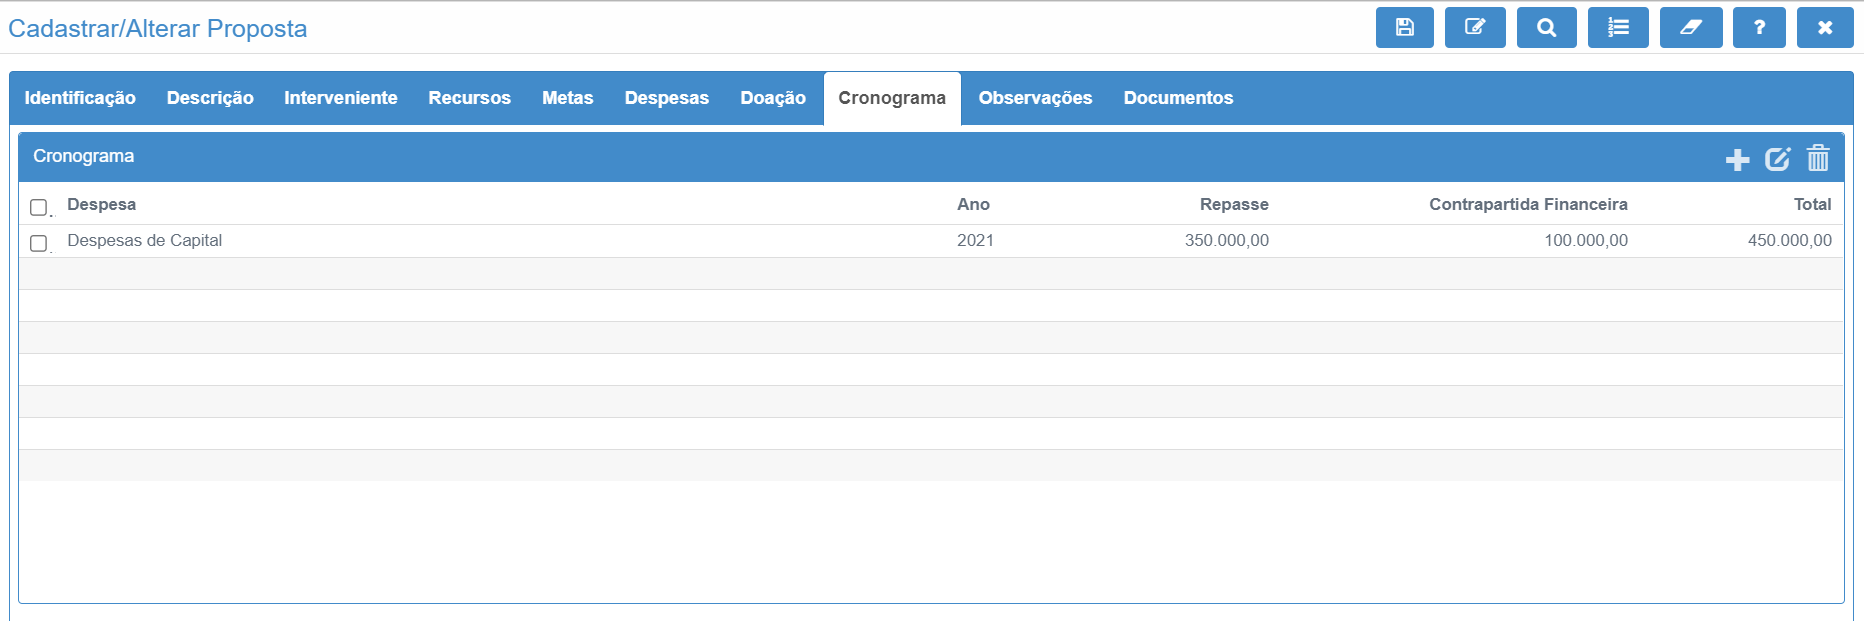 Cadastrar/Alterar Proposta
Identificação Descrição Interveniente Recursos Metas Despesas Doação Cronograma Observações Documentos
Cronograma
Despesa Ano Repasse Contrapartida Financeira Total
Despesas de Capital 2021 350.000,00 100.000,00 450.000,00